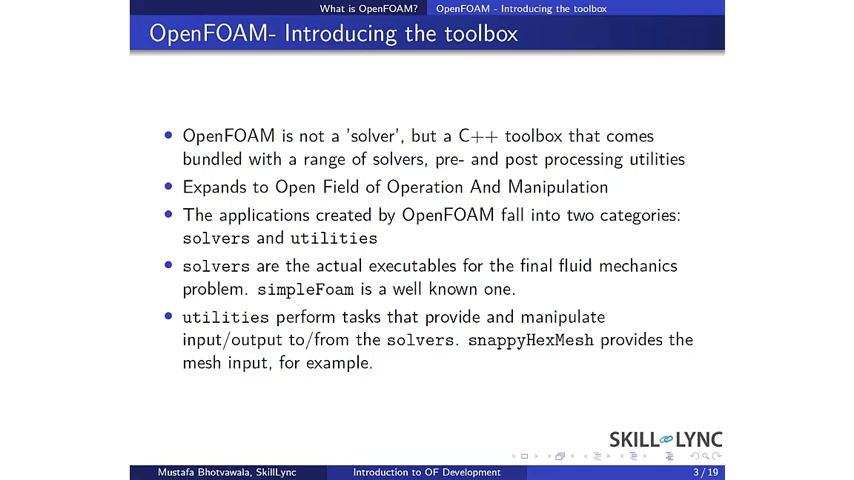 What is OpenFOAM? OpenFOAM - Introducing the toolbox
OpenFOAM- Introducing the toolbox
OpenFOAM is not a 'solver', but a C++ toolbox that comes
bundled with a range of solvers, pre- and post processing utilities
Expands to Open Field of Operation And Manipulation
The applications created by OpenFOAM fall into two categories:
solvers and utilities
solvers are the actual executables for the final fluid mechanics
problem. simpleFoam is a well known one.
utilities perform tasks that provide and manipulate
input/output to/from the solvers. snappyHexMesh provides the
mesh input, for example.
SKILL LYNC
Mustafa Bhotvawala, SkillLync Introduction to OF Development 3 / 19